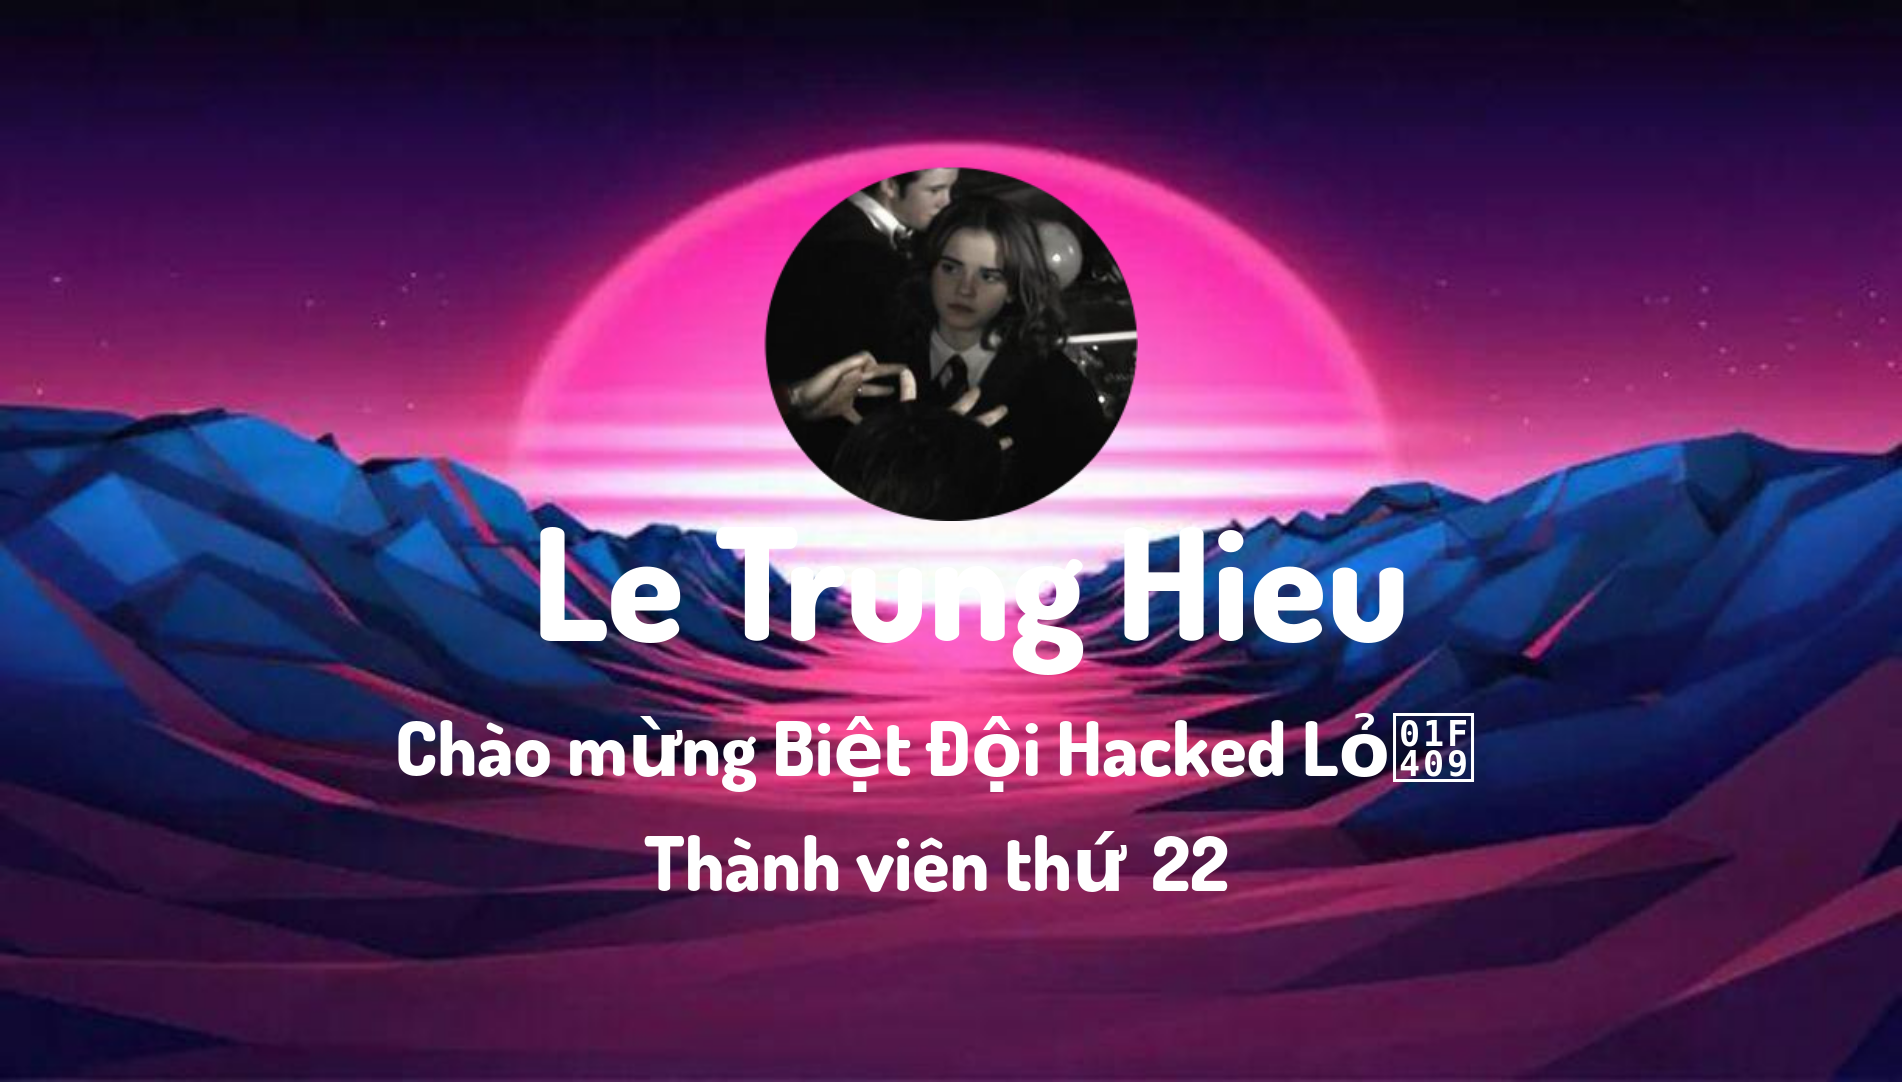 Le Trung Hieu
Chào mừng Biệt Đội Hacked Lỏ🐉
Thành viên thứ 22